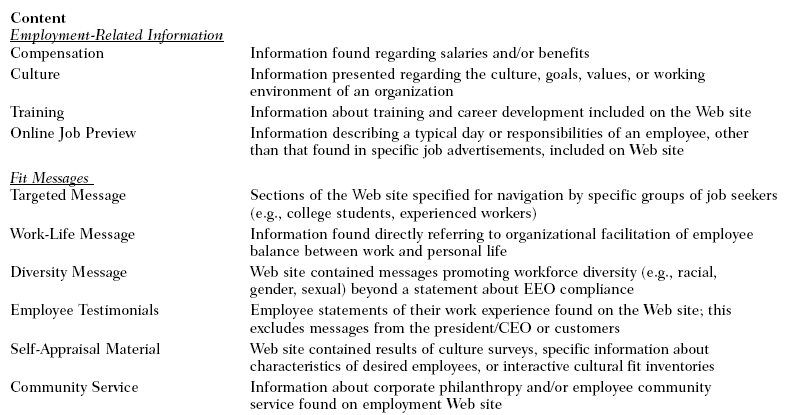 Content
Employment-Related Information
Compensation Information found regarding salaries and/or benefits
Culture Information presented regarding the culture, goals, values, or working
environment of an organization
Training Information about training and career development included on the Web site
Online Job Preview Information describing a typical day or responsibilities of an employee, other
than that found in specific job advertisements, included on Web site
Fit Messages
Targeted Message Sections of the Web site specified for navigation by specific groups of job seekers
(e.g., college students, experienced workers)
Work-Life Message Information found directly referring to organizational facilitation of employee
balance between work and personal life
Diversity Message Web site contained messages promoting workforce diversity (e.g., racial,
gender, sexual) beyond a statement about EEO compliance
Employee Testimonials Employee statements of their work experience found on the Web site; this
excludes messages from the president/CEO or customers
Self-Appraisal Material Web site contained results of culture surveys, specific information about
characteristics of desired employees, or interactive cultural fit inventories
Community Service Information about corporate philanthropy and/or employee community
service found on employment Web site